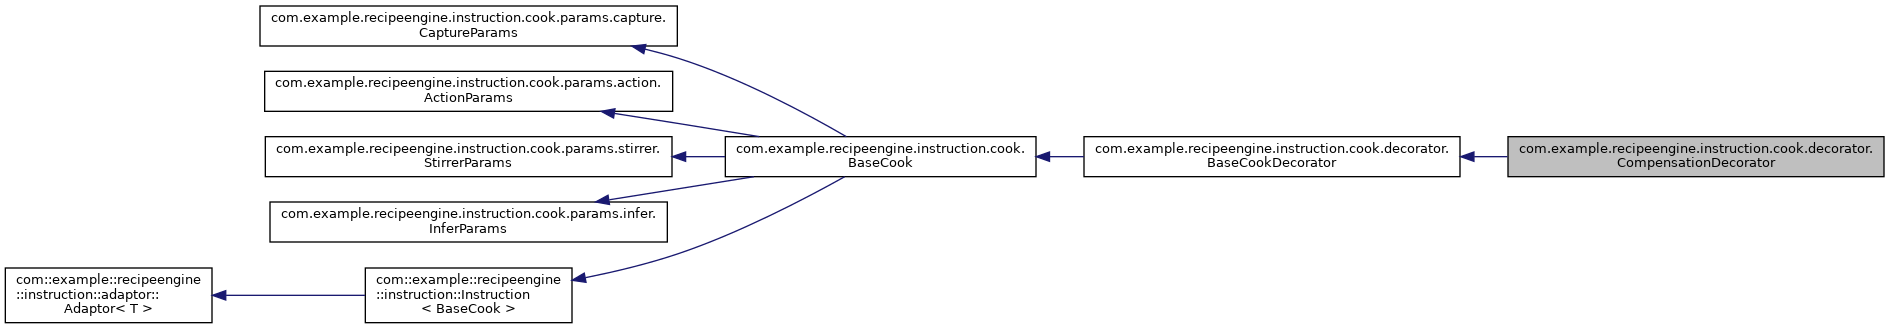 com.example.recipeengine.instruction.cook.params.capture.
CaptureParams
com.example.recipeengine.instruction.cook.params.action.
ActionParams
com.example.recipeengine.instruction.cook.params.stirrer.
StirrerParams
com.example.recipeengine.instruction.cook.
BaseCook
com.example.recipeengine.instruction.cook.decorator.
BaseCookDecorator
com.example.recipeengine.instruction.cook.decorator.
CompensationDecorator
com.example.recipeengine.instruction.cook.params.infer.
InferParams
com::example::recipeengine
::instruction::adaptor::
Adaptor< T >
com::example::recipeengine
::instruction::Instruction
< BaseCook >